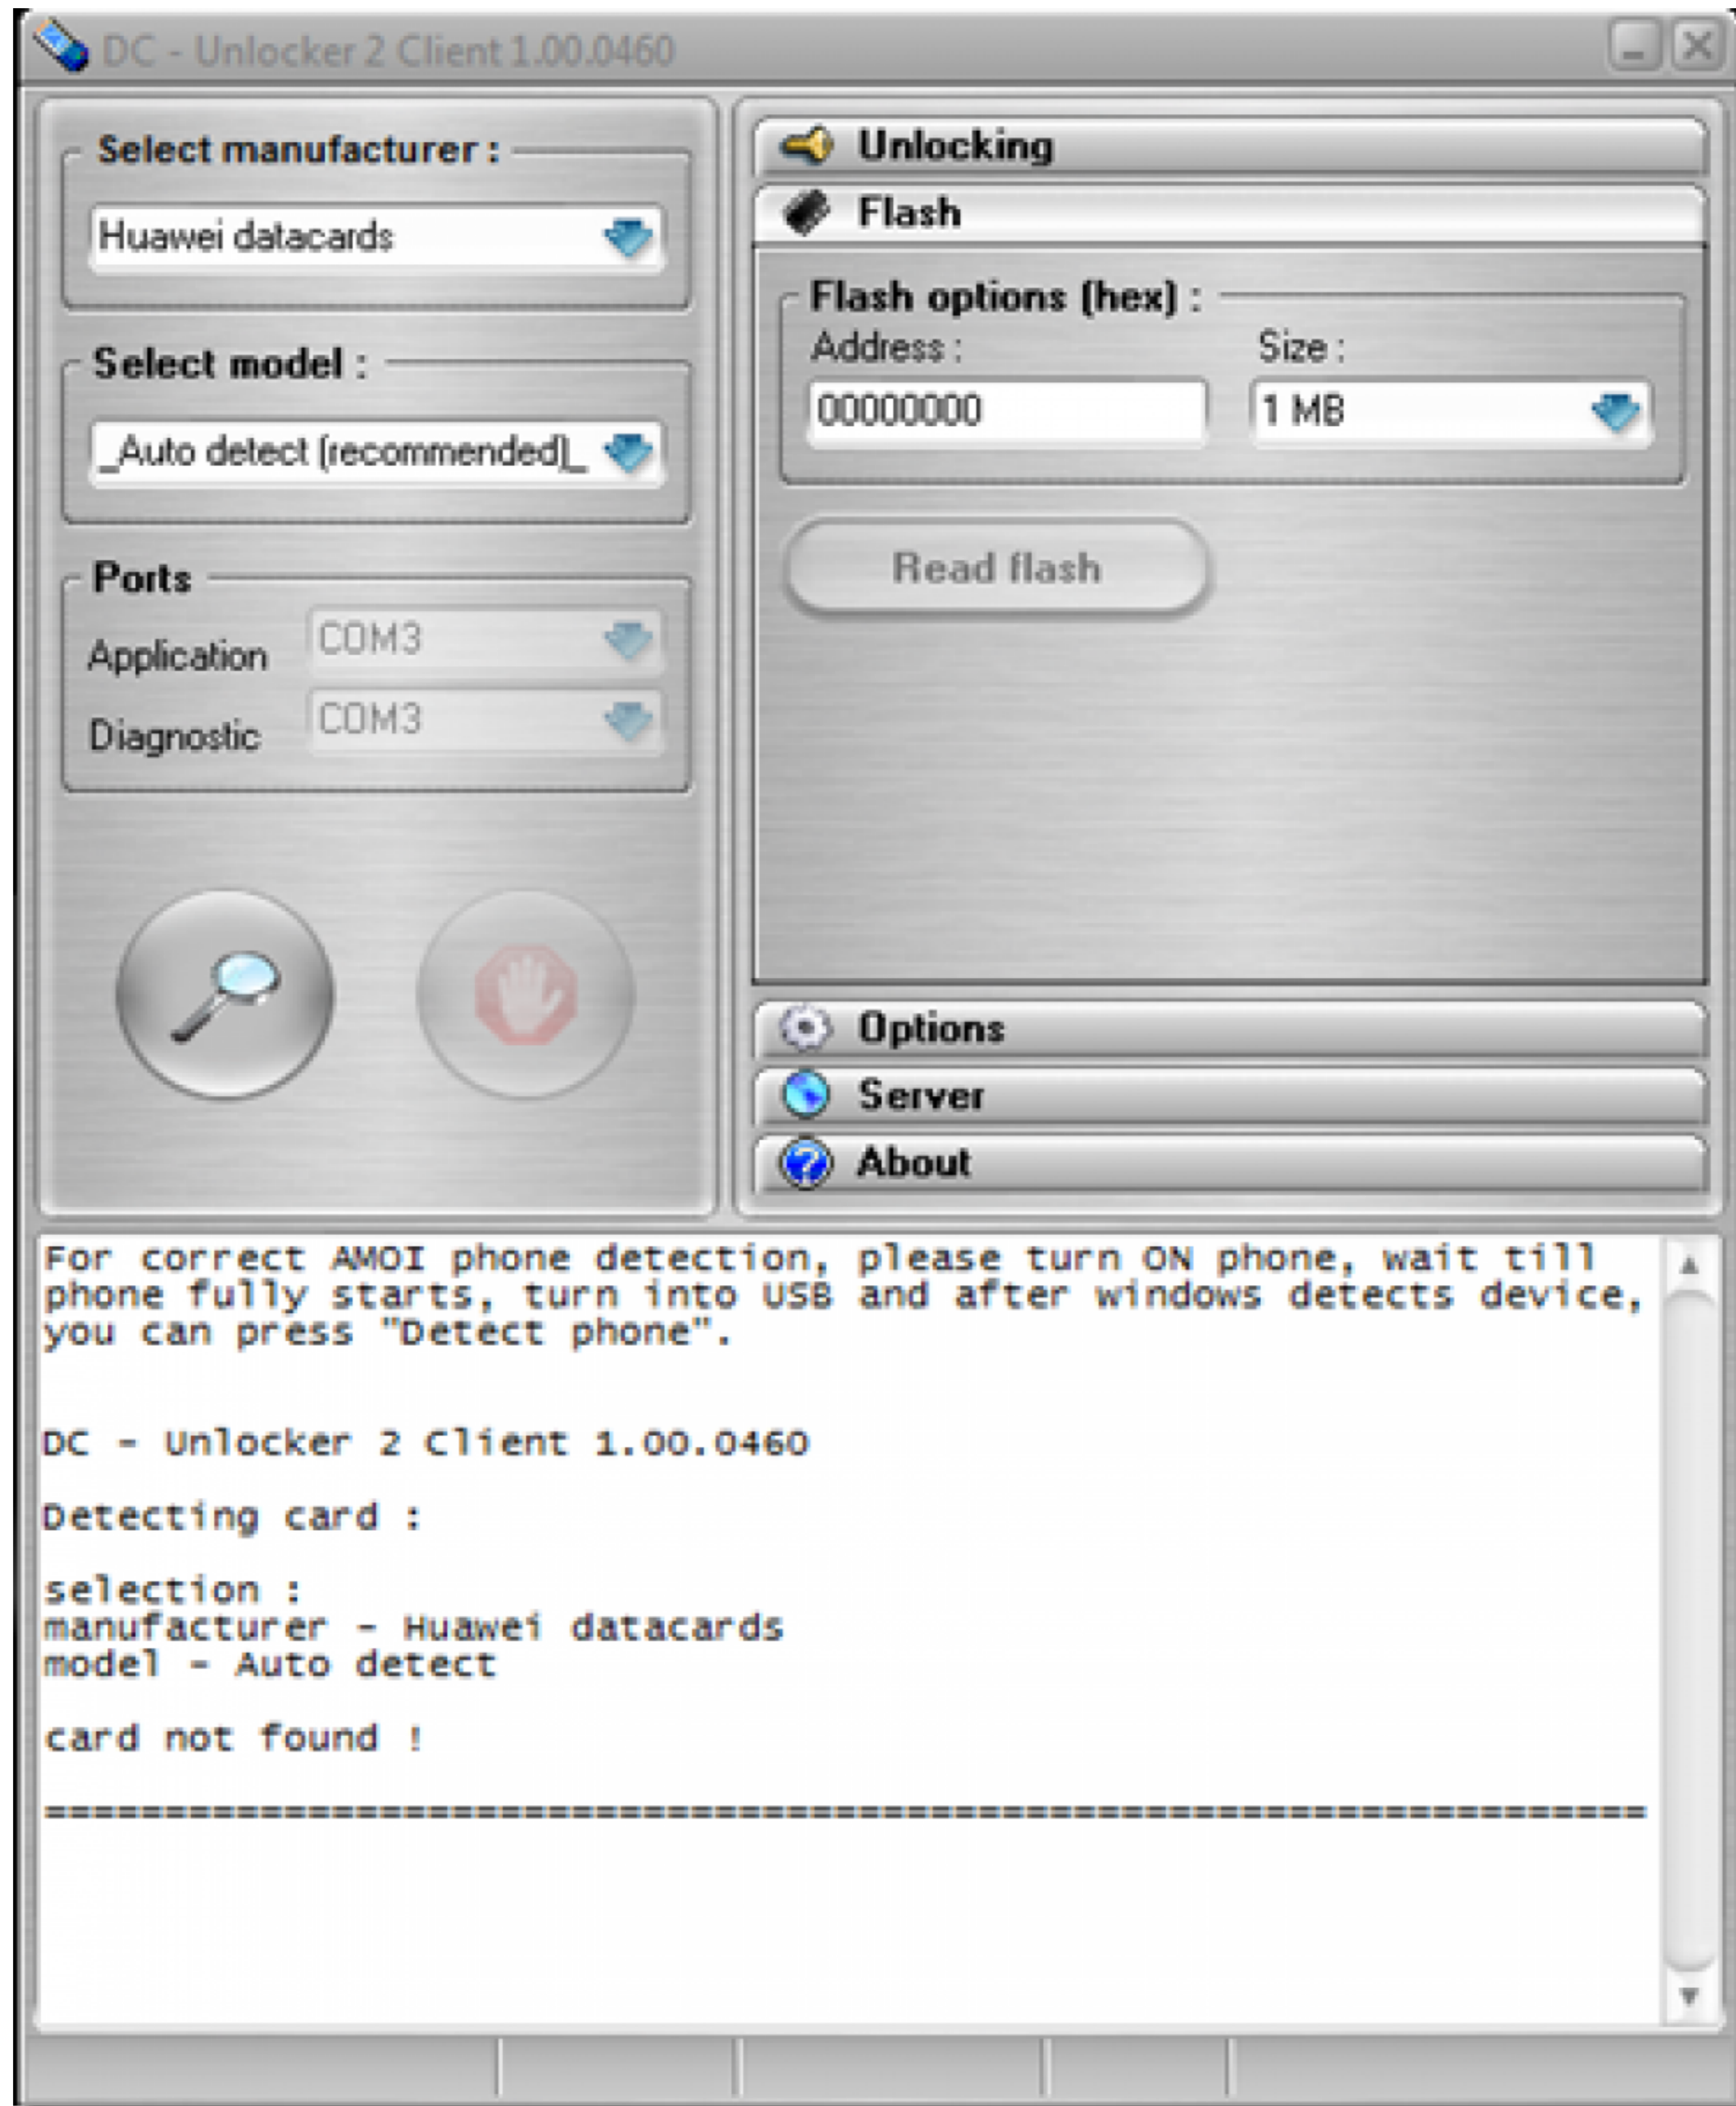 DC - Unlocker 2 Client 1.00.0460
Select manufacturer :
Huawei datacards
Select model :
_Auto detect (recommended)_
Ports
Application
COM3
Diagnostic
COM3
Unlocking
Flash
Flash options (hex) :
Address :
Size :
00000000
1 MB
Read flash
Options
Server
About
For correct AMOI phone detection, please turn ON phone, wait till
phone fully starts, turn into USB and after windows detects device,
you can press "Detect phone".
DC - Unlocker 2 Client 1.00.0460
Detecting card :
selection :
manufacturer - Huawei datacards
model - Auto detect
card not found !
==================================================================